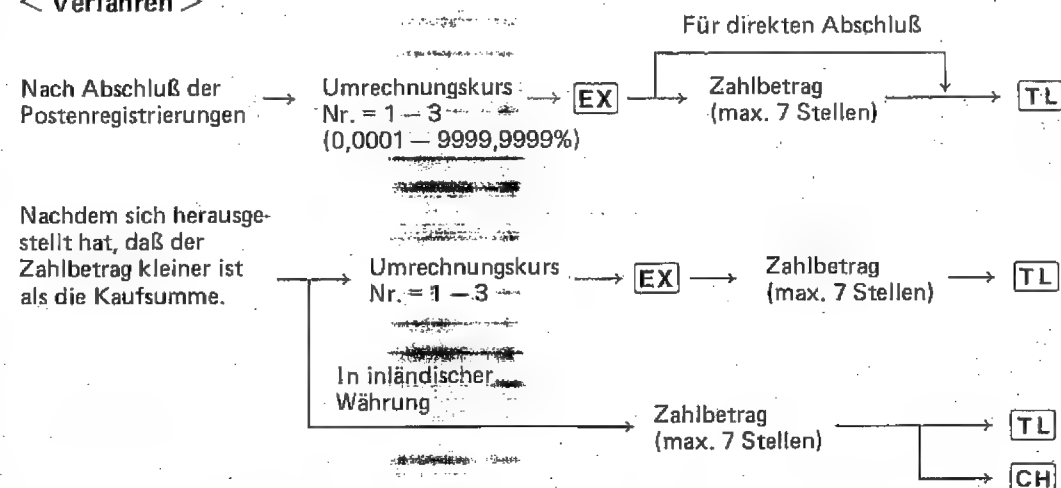 < Verfahren >
Für direkten Abschluß
Nach Abschluß der
Postenregistrierungen
Umrechnungskurs
Nr. = 1 — 3
(0,0001 — 9999,9999%)
EX
Zahlbetrag
(max. 7 Stellen)
TL
Nachdem sich herausge-
stellt hat, daß der
Zahlbetrag kleiner ist
als die Kaufsumme.
Umrechnungskurs
Nr. = 1 — 3
EX
Zahlbetrag
(max. 7 Stellen)
TL
In inländischer
Währung
Zahlbetrag
(max. 7 Stellen)
TL
CH